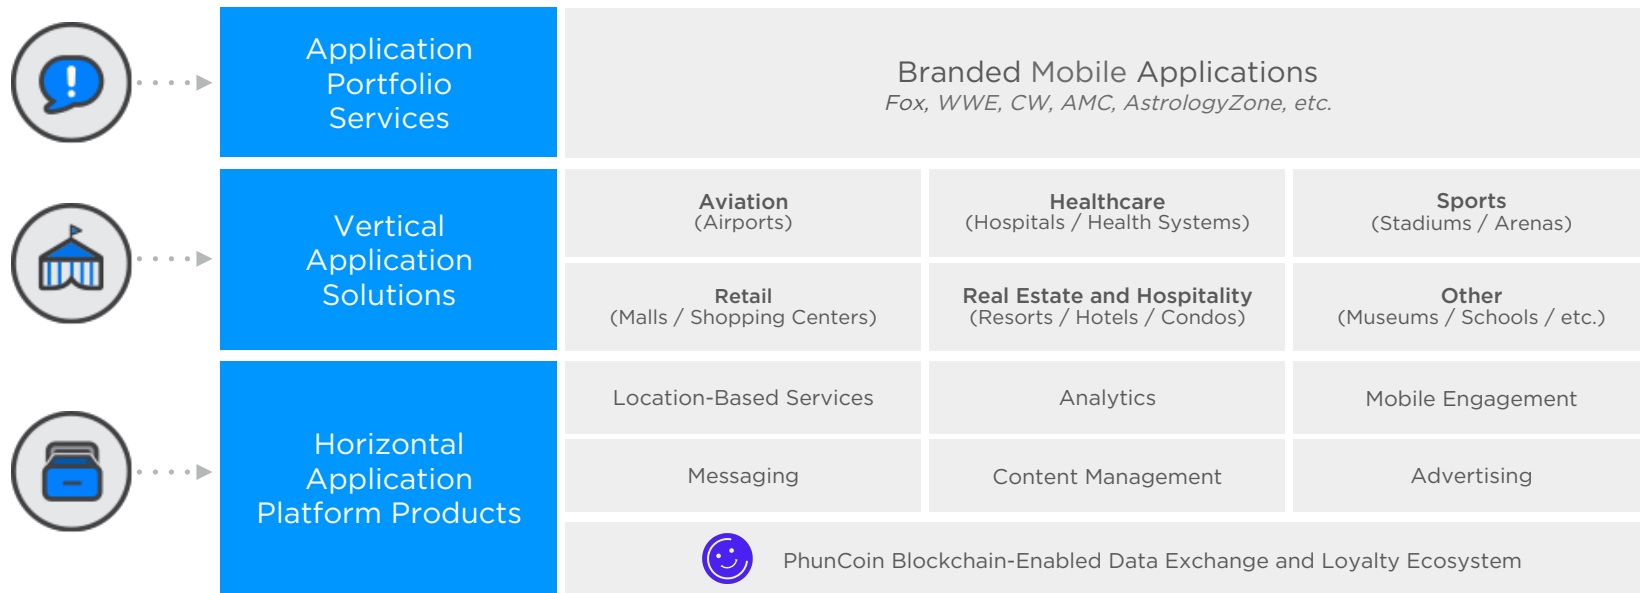 Application
Portfolio
Services
Branded Mobile Applications
Fox, WWE, CW, AMC, AstrologyZone, etc.
Vertical
Application
Solutions
Aviation
(Airports)
Healthcare
(Hospitals / Health Systems)
Sports
(Stadiums / Arenas)
Retail
(Malls / Shopping Centers)
Real Estate and Hospitality
(Resorts / Hotels / Condos)
Other
(Museums / Schools / etc.)
Horizontal
Application
Platform Products
Location-Based Services
Analytics
Mobile Engagement
Messaging
Content Management
Advertising
PhunCoin Blockchain-Enabled Data Exchange and Loyalty Ecosystem